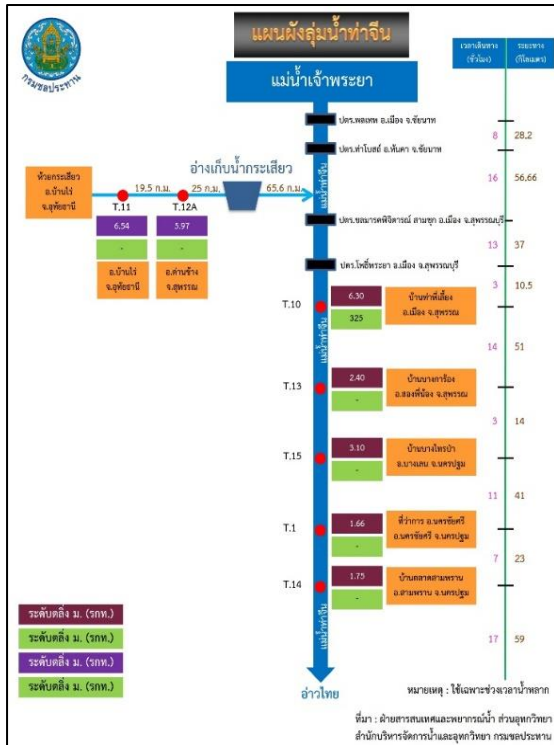 แผนผังลุ่มน้ำท่าจีน
กรมชลประทาน
เวลาเดินทาง
(ชั่วโมง)
ระยะทาง
(กิโลเมตร)
แม่น้ำเจ้าพระยา
ปตร.พลเทพ อ.เมือง จ.ชัยนาท
8
28.2
ปตร.ท่าโบสถ์ อ.หันคา จ.ชัยนาท
ห้วยกระเสียว
อ.บ้านไร่
จ.อุทัยธานี
19.5 ก.ม.
25 ก.ม.
อ่างเก็บน้ำกระเสียว
65.6 ก.ม.
แม่น้ำท่าจีน
16
56.66
T.11
T.12A
6.54
3.97
-
-
อ.บ้านไร่
จ.อุทัยธานี
อ.ด่านช้าง
จ.สุพรรณ
ปตร.ชลมารคพิจิตารณ์ สามชุก อ.เมือง จ.สุพรรณบุรี
13
37
ปตร.โพธิ์พระยา อ.เมือง จ.สุพรรณบุรี
3
10.5
T.10
6.30
325
บ้านท่าพี่เลี้ยง
อ.เมือง จ.สุพรรณ
แม่น้ำท่าจีน
14
51
T.13
2.40
-
บ้านบางการ้อง
อ.สองพี่น้อง จ.สุพรรณ
3
14
T.15
3.10
-
บ้านบางไทรป่า
อ.บางเลน จ.นครปฐม
11
41
T.1
1.66
-
ที่ว่าการ อ.นครชัยศรี
อ.นครชัยศรี จ.นครปฐม
7
23
T.14
1.75
-
บ้านตลาดสามพราน
อ.สามพราน จ.นครปฐม
แม่น้ำท่าจีน
17
59
ระดับตลิ่ง ม. (รทก.)
ระดับตลิ่ง ม. (รทก.)
ระดับตลิ่ง ม. (รทก.)
ระดับตลิ่ง ม. (รทก.)
อ่าวไทย
หมายเหตุ : ใช้เฉพาะช่วงเวลาน้ำหลาก
ที่มา : ฝ่ายสารสนเทศและพยากรณ์น้ำ ส่วนอุทกวิทยา
สำนักบริหารจัดการน้ำและอุทกวิทยา กรมชลประทาน